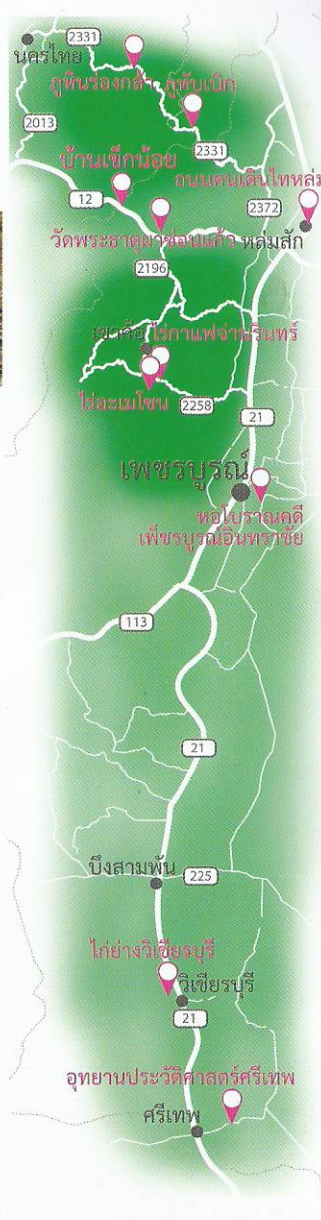 2331
นครไทย
ภูหินร่องกล้า
ภูทับเบิก
2013
2331
บ้านเข็กน้อย
ถนนคนเดินไทหล่ม
12
2372
วัดพระธาตุผาซ่อนแก้ว
หล่มสัก
2196
เขาค้อ
ไร่กาแฟจ่านรินทร์
ไร่อะเมโซน
2258
21
เพชรบูรณ์
หอโบราณคดี
เพ็ชรบูรณ์อินทราชัย
113
21
บึงสามพัน
225
ไก่ย่างวิเชียรบุรี
วิเชียรบุรี
21
อุทยานประวัติศาสตร์ศรีเทพ
ศรีเทพ